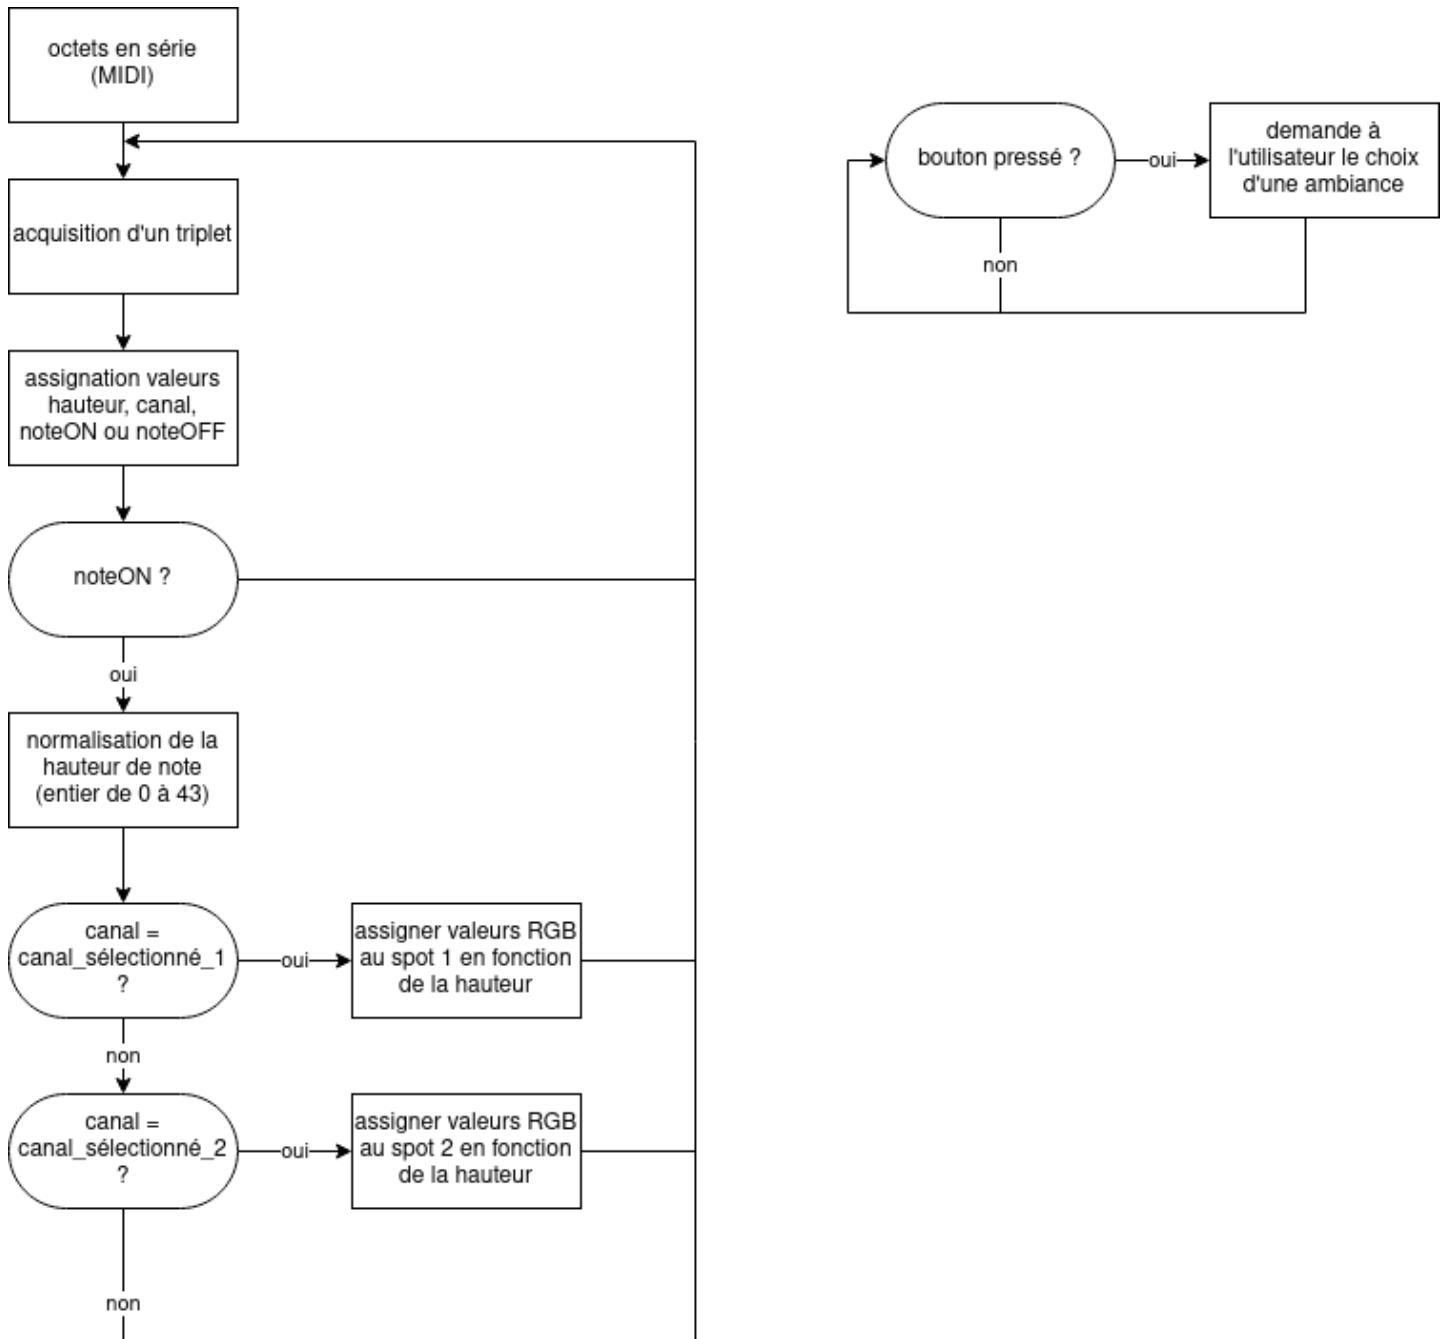 octets en série
(MIDI)
acquisition d'un triplet
assignation valeurs
hauteur, canal,
noteON ou noteOFF
noteON ?
oui
normalisation de la
hauteur de note
(entier de 0 à 43)
canal =
canal_sélectionné_1
?
oui
assigner valeurs RGB
au spot 1 en fonction
de la hauteur
non
canal =
canal_sélectionné_2
?
oui
assigner valeurs RGB
au spot 2 en fonction
de la hauteur
non
bouton pressé ?
oui
demande à
l'utilisateur le choix
d'une ambiance
non